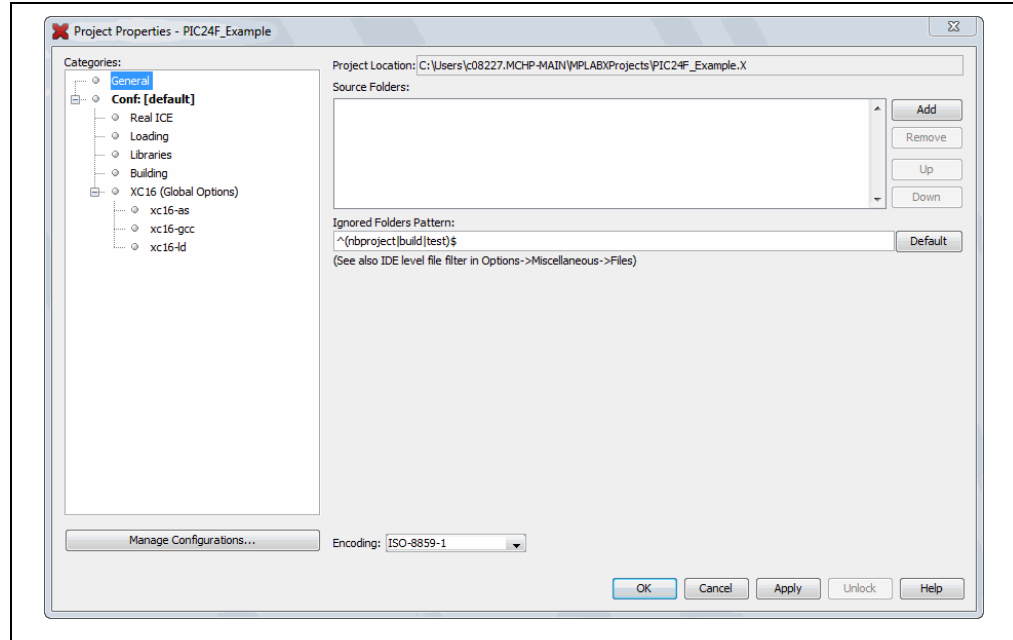 Project Properties - PIC24F_Example
Categories:
General
Conf: [default]
Real ICE
Loading
Libraries
Building
XC16 (Global Options)
xc16-as
xc16-gcc
xc16-ld
Manage Configurations...
Project Location: C:\Users\c08227.MCHP-MAIN\MPLABXProjects\PIC24F_Example.X
Source Folders:
Add
Remove
Up
Down
Ignored Folders Pattern:
^(nbproject|build|test)$
Default
(See also IDE level file filter in Options->Miscellaneous->Files)
Encoding: ISO-8859-1
OK Cancel Apply Unlock Help